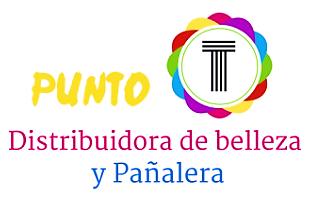 PUNTO T
Distribuidora de belleza
y Pañalera